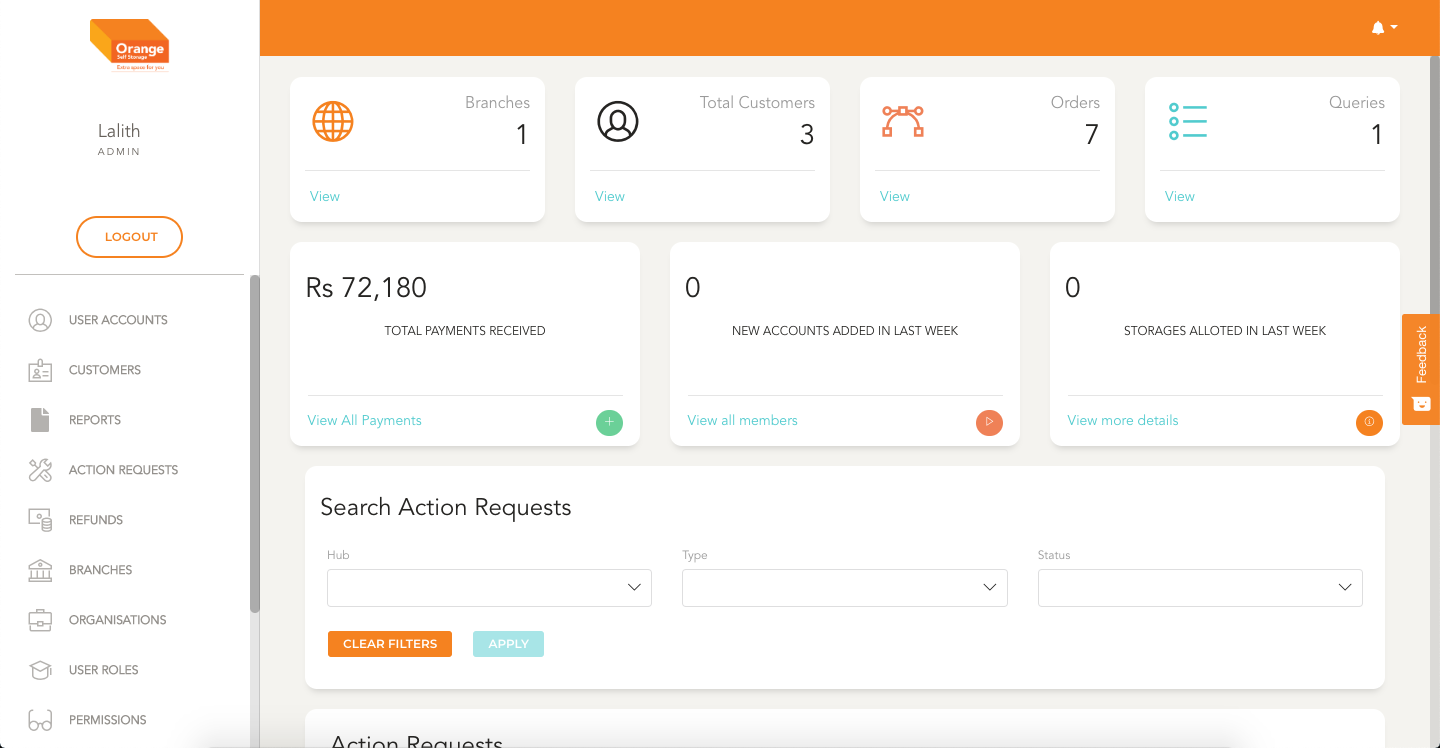 Orange
Self Storage
Extra space for you
Lalith
ADMIN
LOGOUT
USER ACCOUNTS
CUSTOMERS
REPORTS
ACTION REQUESTS
REFUNDS
BRANCHES
ORGANISATIONS
USER ROLES
PERMISSIONS
Branches
1
View
Total Customers
3
View
Orders
7
View
Queries
1
View
Rs 72,180
TOTAL PAYMENTS RECEIVED
View All Payments
0
NEW ACCOUNTS ADDED IN LAST WEEK
View all members
0
STORAGES ALLOTED IN LAST WEEK
View more details
Feedback
Search Action Requests
Hub
Type
Status
CLEAR FILTERS
APPLY
Action Requests